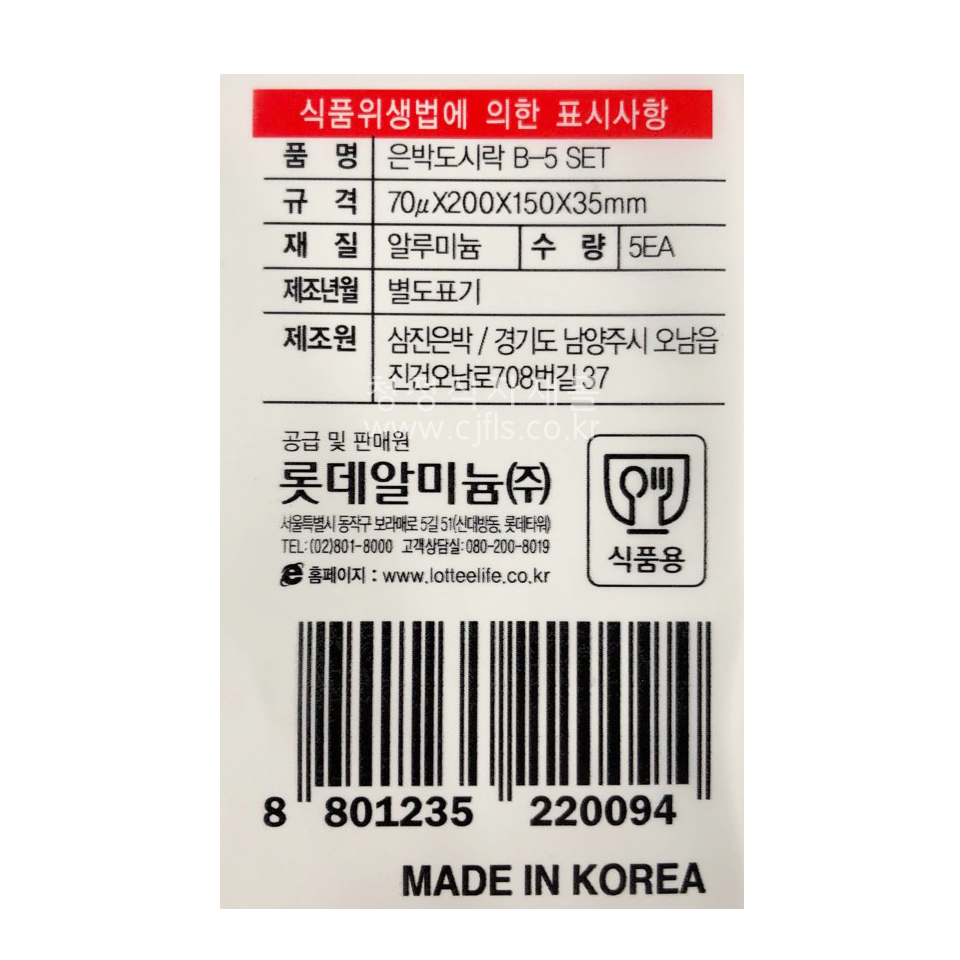 식품위생법에 의한 표시사항
품 명 은박도시락 B-5 SET
규 격 70μX200X150X35mm
재 질 알루미늄 수 량 5EA
제조년월 별도표기
제조원 삼진은박 / 경기도 남양주시 오남읍
진건오남로708번길 37
www.cjfls.co.kr
공급 및 판매원
롯데알미늄㈜
서울특별시 동작구 보라매로 5길 51(신대방동, 롯데타워)
TEL:(02)801-8000 고객상담실:080-200-8019
홈페이지 : www.lotteelife.co.kr
식품용
8 801235 220094
MADE IN KOREA